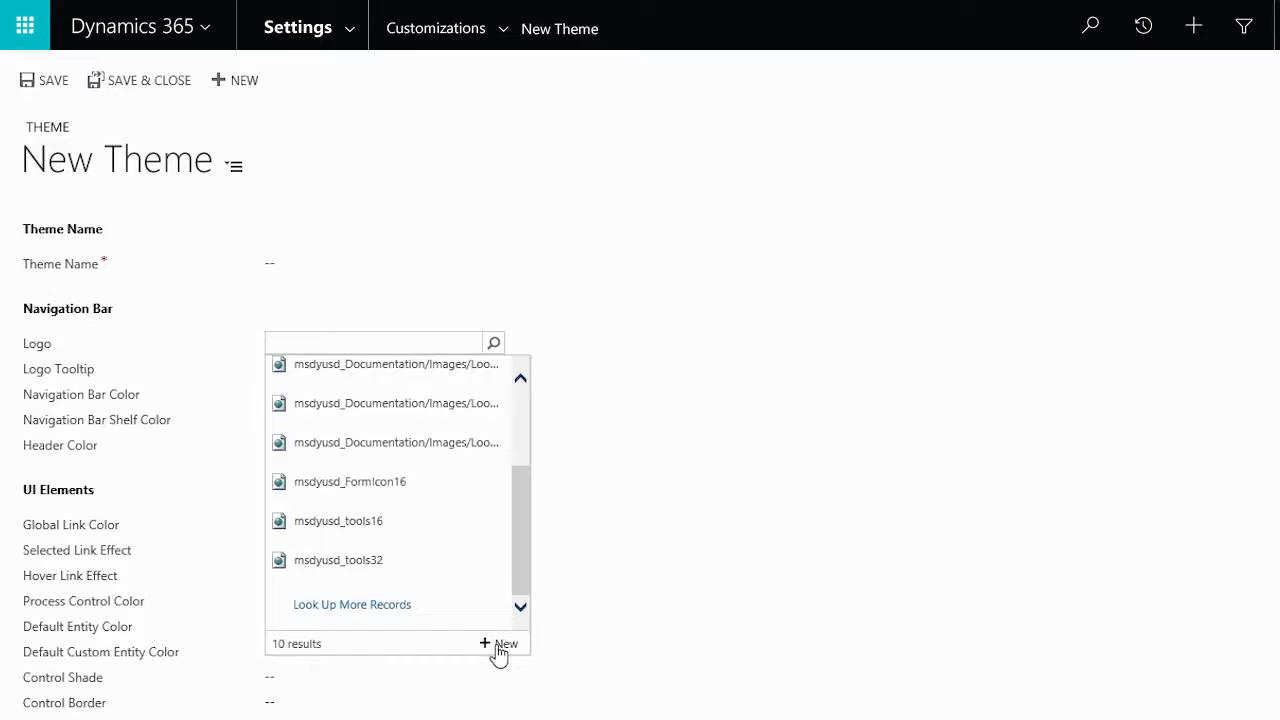 Dynamics 365 Settings Customizations New Theme
SAVE SAVE & CLOSE NEW
THEME
New Theme
Theme Name
Theme Name * --
Navigation Bar
Logo
Logo Tooltip
Navigation Bar Color
Navigation Bar Shelf Color
Header Color
msdyusd_Documentation/Images/Loo...
msdyusd_Documentation/Images/Loo...
msdyusd_Documentation/Images/Loo...
msdyusd_FormIcon16
msdyusd_tools16
msdyusd_tools32
Look Up More Records
10 results New
UI Elements
Global Link Color
Selected Link Effect
Hover Link Effect
Process Control Color
Default Entity Color
Default Custom Entity Color
Control Shade --
Control Border --